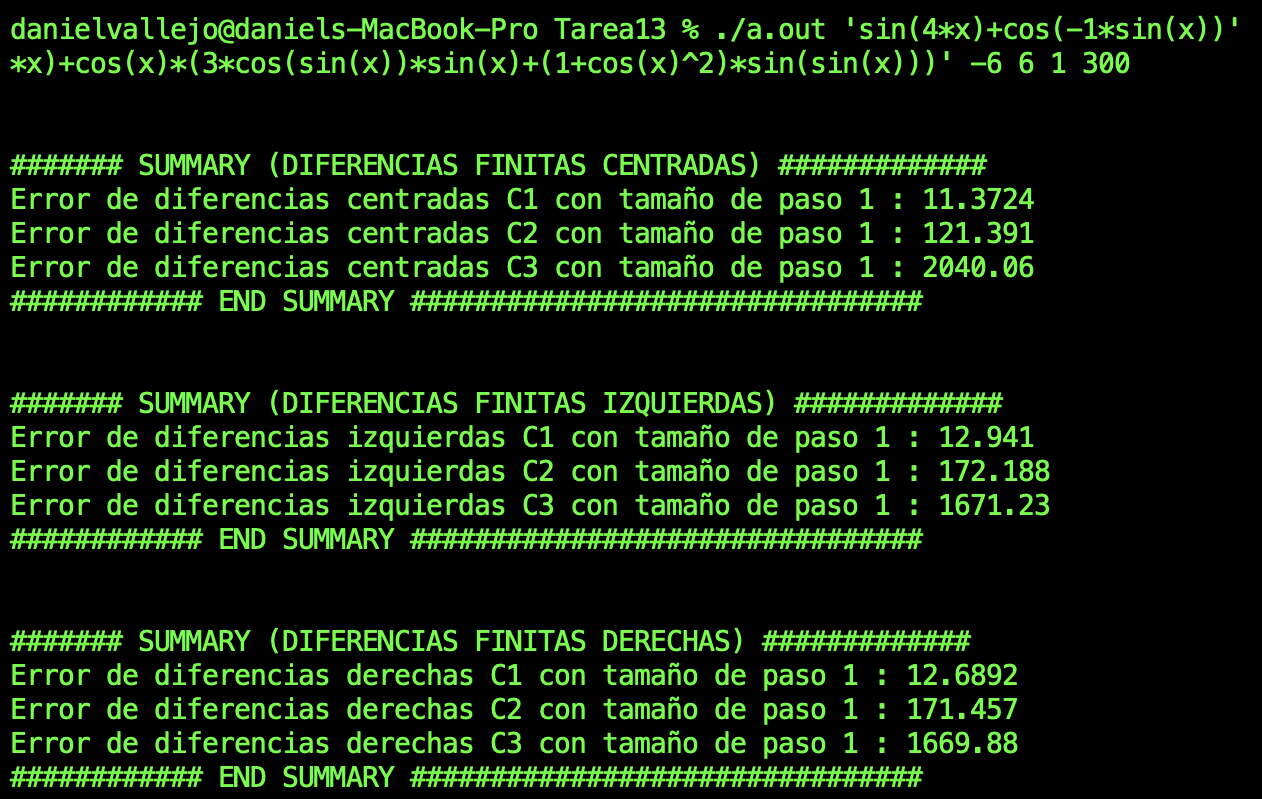 danielvallejo@daniels-MacBook-Pro Tarea13 % ./a.out 'sin(4*x)+cos(-1*sin(x))'
*x)+cos(x)*(3*cos(sin(x))*sin(x)+(1+cos(x)^2)*sin(sin(x)))' -6 6 1 300
####### SUMMARY (DIFERENCIAS FINITAS CENTRADAS) #############
Error de diferencias centradas C1 con tamaño de paso 1 : 11.3724
Error de diferencias centradas C2 con tamaño de paso 1 : 121.391
Error de diferencias centradas C3 con tamaño de paso 1 : 2040.06
############ END SUMMARY ################################
####### SUMMARY (DIFERENCIAS FINITAS IZQUIERDAS) #############
Error de diferencias izquierdas C1 con tamaño de paso 1 : 12.941
Error de diferencias izquierdas C2 con tamaño de paso 1 : 172.188
Error de diferencias izquierdas C3 con tamaño de paso 1 : 1671.23
############ END SUMMARY ################################
####### SUMMARY (DIFERENCIAS FINITAS DERECHAS) #############
Error de diferencias derechas C1 con tamaño de paso 1 : 12.6892
Error de diferencias derechas C2 con tamaño de paso 1 : 171.457
Error de diferencias derechas C3 con tamaño de paso 1 : 1669.88
############ END SUMMARY ################################